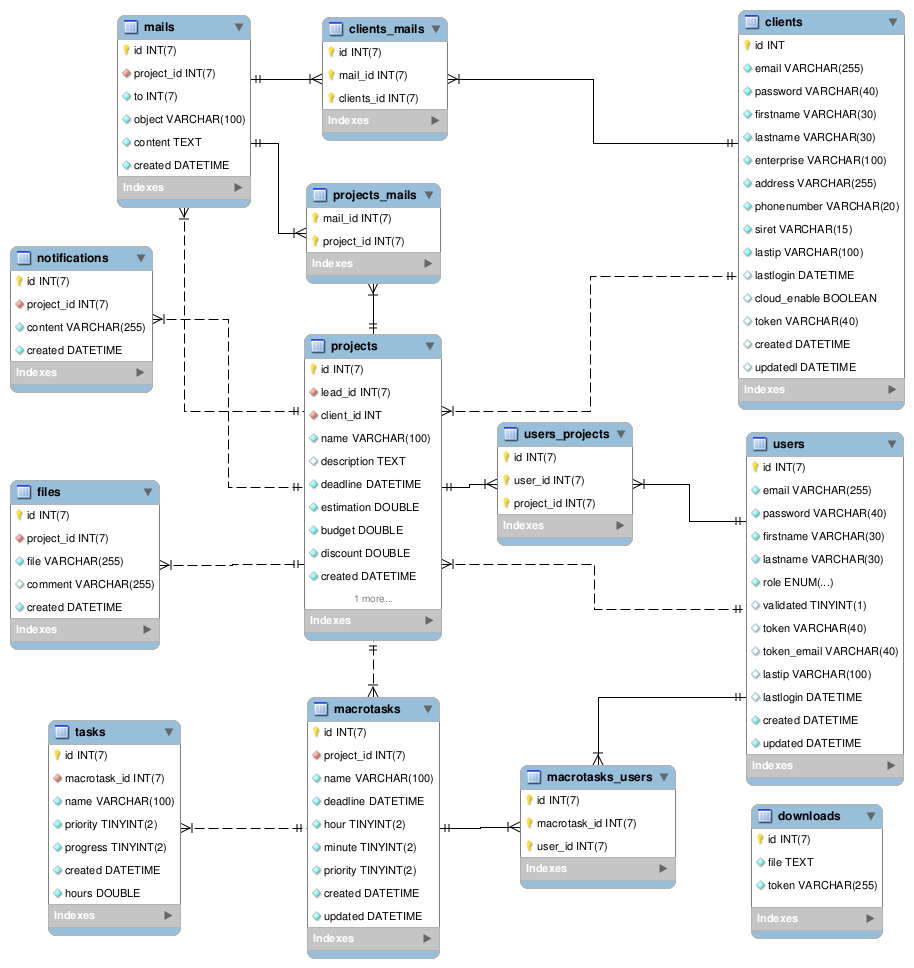 mails
id INT(7)
project_id INT(7)
to INT(7)
object VARCHAR(100)
content TEXT
created DATETIME
Indexes
clients_mails
id INT(7)
mail_id INT(7)
clients_id INT(7)
Indexes
clients
id INT
email VARCHAR(255)
password VARCHAR(40)
firstname VARCHAR(30)
lastname VARCHAR(30)
enterprise VARCHAR(100)
address VARCHAR(255)
phonenumber VARCHAR(20)
siret VARCHAR(15)
lastip VARCHAR(100)
lastlogin DATETIME
cloud_enable BOOLEAN
token VARCHAR(40)
created DATETIME
updatedl DATETIME
Indexes
projects_mails
mail_id INT(7)
project_id INT(7)
Indexes
notifications
id INT(7)
project_id INT(7)
content VARCHAR(255)
created DATETIME
Indexes
projects
id INT(7)
lead_id INT(7)
client_id INT
name VARCHAR(100)
description TEXT
deadline DATETIME
estimation DOUBLE
budget DOUBLE
discount DOUBLE
created DATETIME
1 more...
Indexes
users_projects
id INT(7)
user_id INT(7)
project_id INT(7)
Indexes
users
id INT(7)
email VARCHAR(255)
password VARCHAR(40)
firstname VARCHAR(30)
lastname VARCHAR(30)
role ENUM(...)
validated TINYINT(1)
token VARCHAR(40)
token_email VARCHAR(40)
lastip VARCHAR(100)
lastlogin DATETIME
created DATETIME
updated DATETIME
Indexes
files
id INT(7)
project_id INT(7)
file VARCHAR(255)
comment VARCHAR(255)
created DATETIME
Indexes
tasks
id INT(7)
macrotask_id INT(7)
name VARCHAR(100)
priority TINYINT(2)
progress TINYINT(2)
created DATETIME
hours DOUBLE
Indexes
macrotasks
id INT(7)
project_id INT(7)
name VARCHAR(100)
deadline DATETIME
hour TINYINT(2)
minute TINYINT(2)
priority TINYINT(2)
created DATETIME
updated DATETIME
Indexes
macrotasks_users
id INT(7)
macrotask_id INT(7)
user_id INT(7)
Indexes
downloads
id INT(7)
file TEXT
token VARCHAR(255)
Indexes